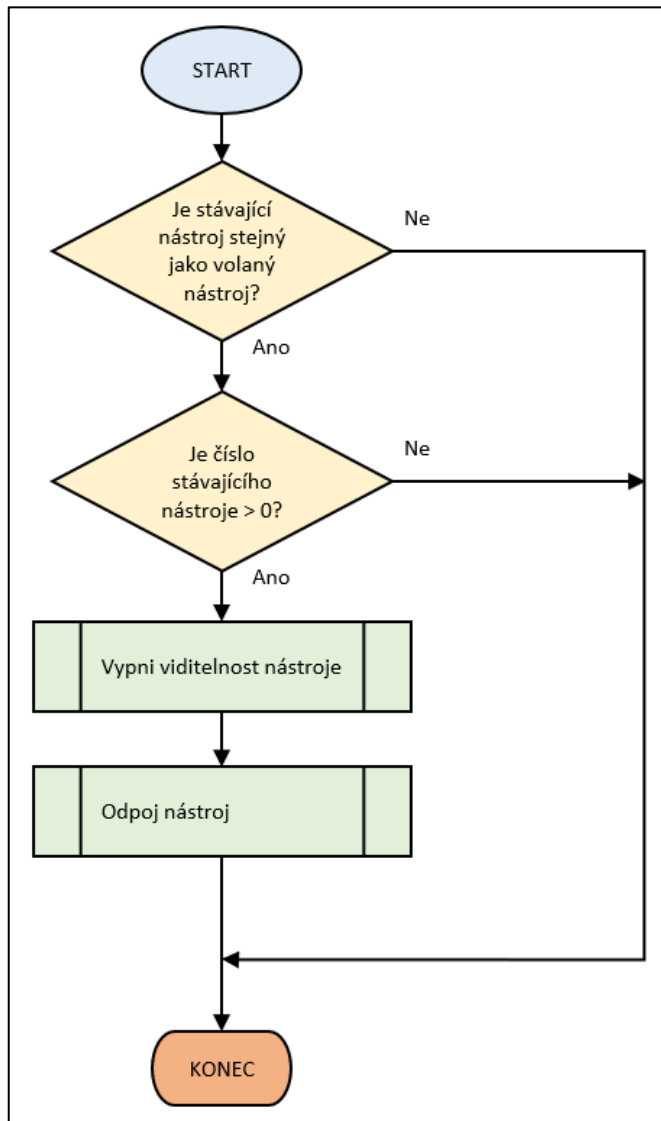 START
Je stávající
nástroj stejný
jako volaný
nástroj?
Ne
Ano
Je číslo
stávajícího
nástroje > 0?
Ne
Ano
Vypni viditelnost nástroje
Odpoj nástroj
KONEC